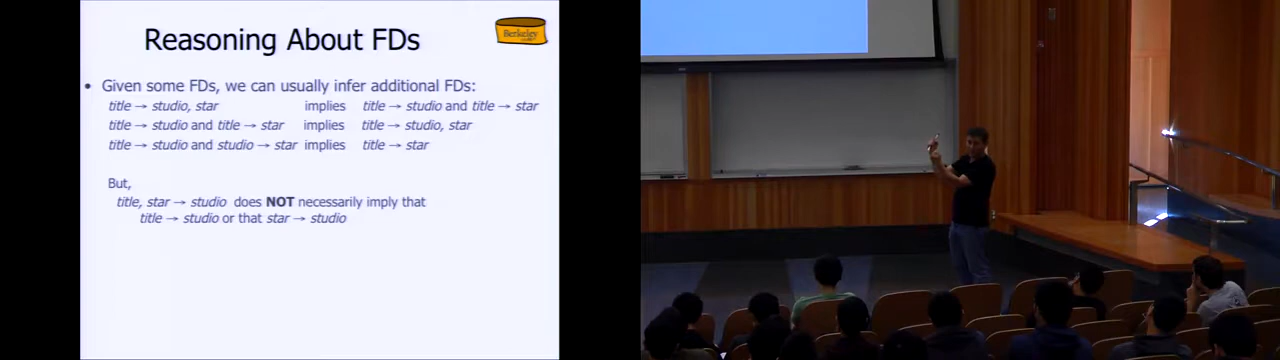 Reasoning About FDs
Berkeley
• Given some FDs, we can usually infer additional FDs:
title → studio, star implies title → studio and title → star
title → studio and title → star implies title → studio, star
title → studio and studio → star implies title → star
But,
title, star → studio does NOT necessarily imply that
title → studio or that star → studio